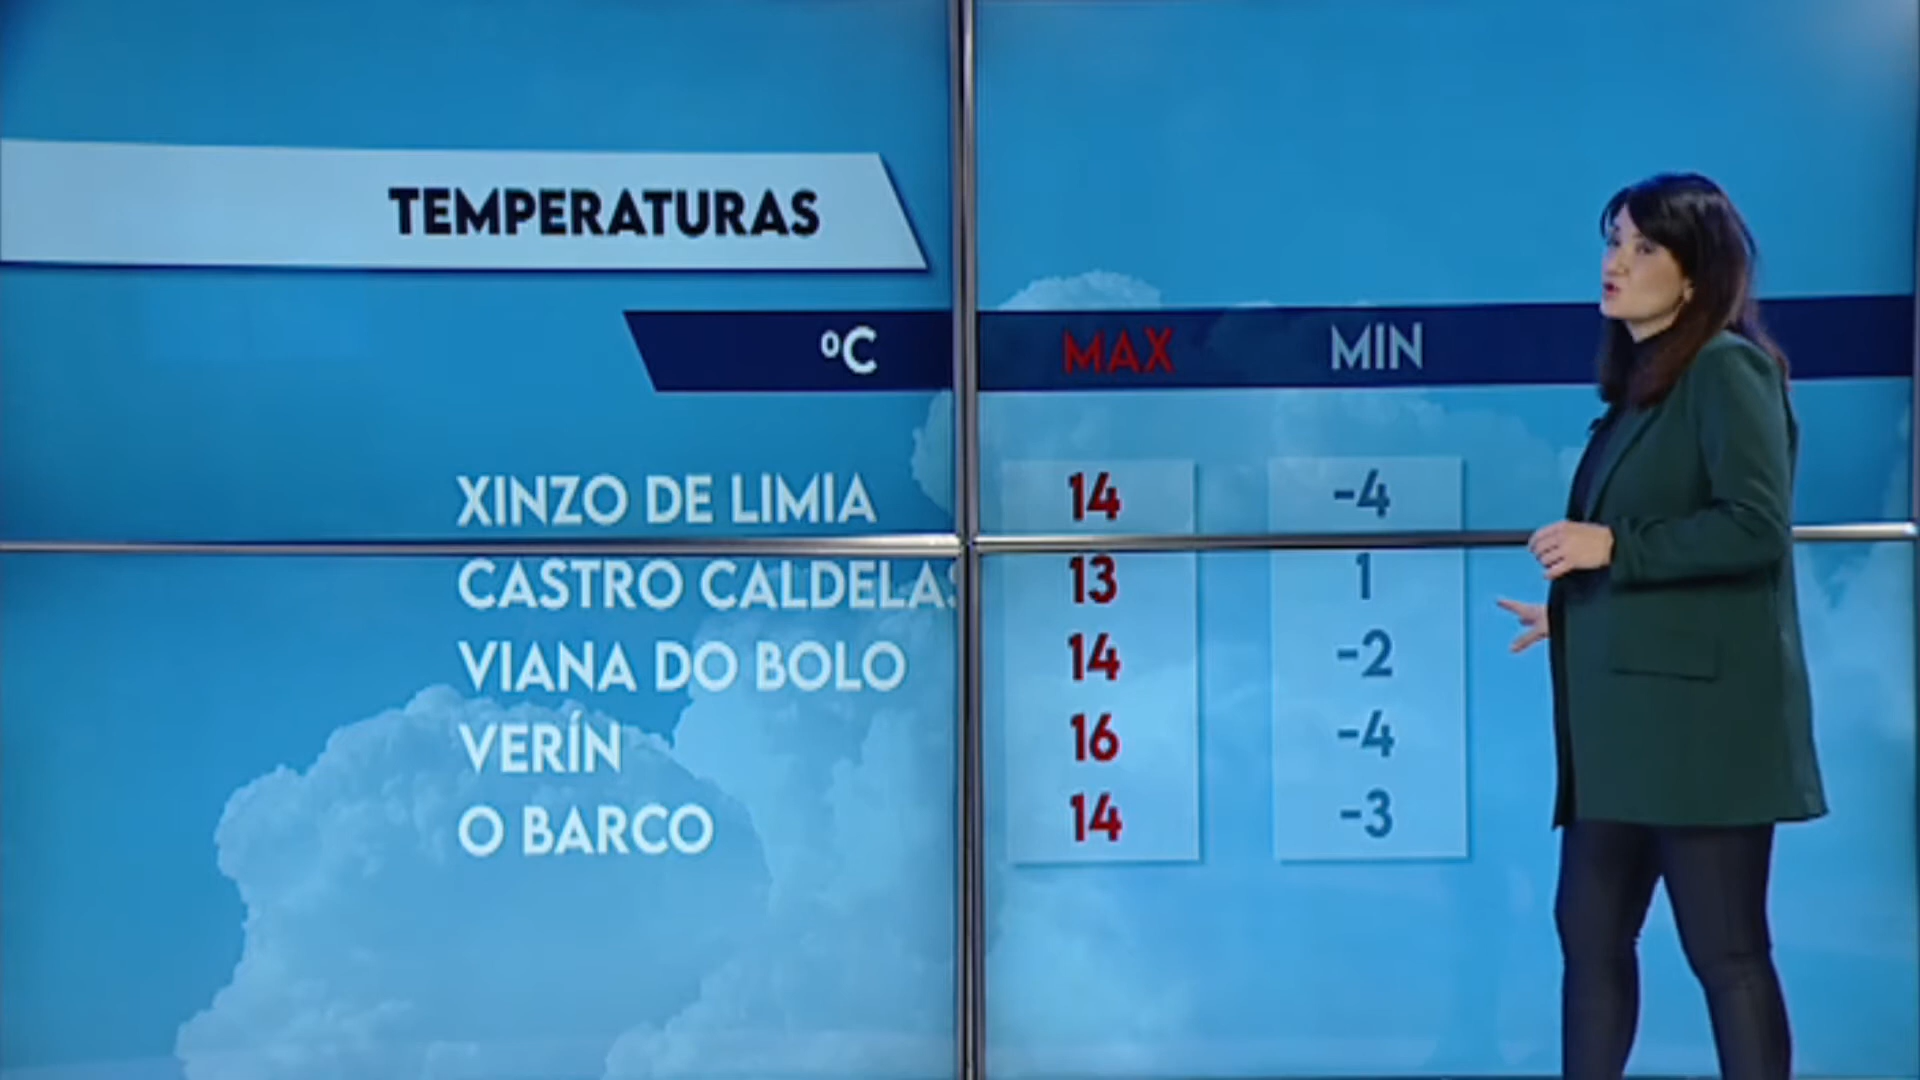 TEMPERATURAS
ºC MAX MIN
XINZO DE LIMIA 14 -4
CASTRO CALDELAS 13 1
VIANA DO BOLO 14 -2
VERÍN 16 -4
O BARCO 14 -3